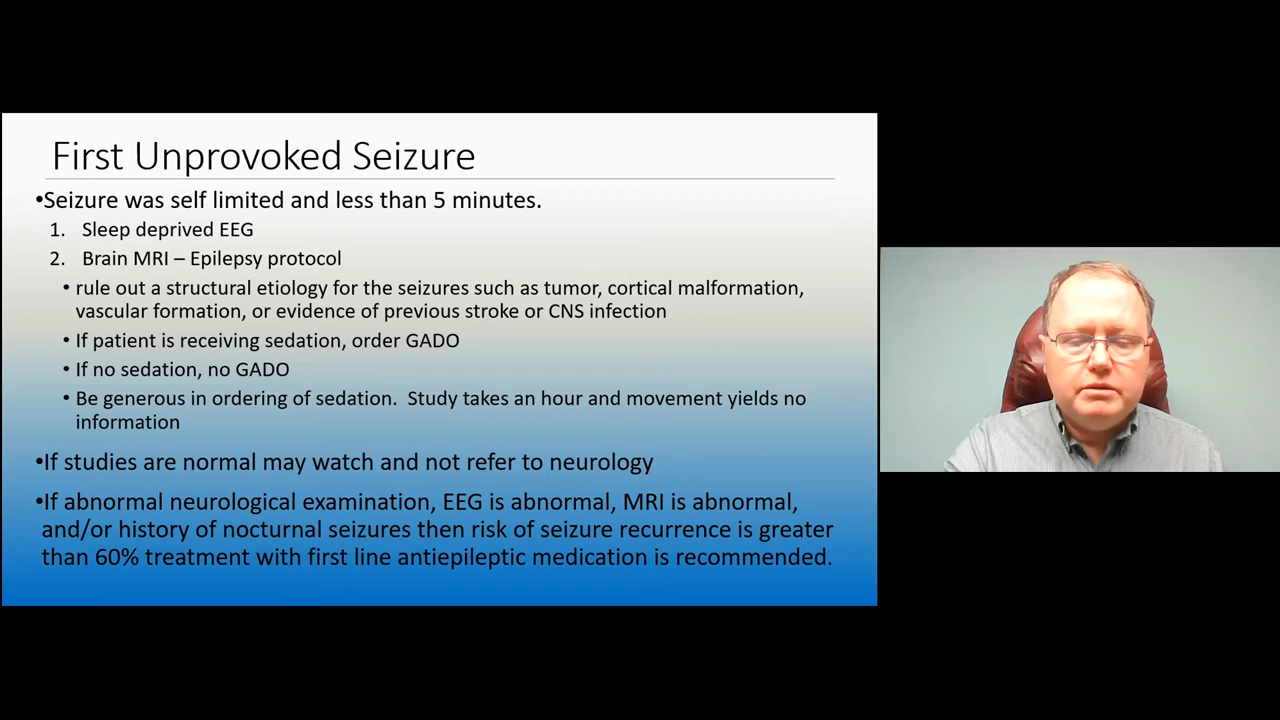 First Unprovoked Seizure
•Seizure was self limited and less than 5 minutes.
1. Sleep deprived EEG
2. Brain MRI – Epilepsy protocol
• rule out a structural etiology for the seizures such as tumor, cortical malformation,
vascular formation, or evidence of previous stroke or CNS infection
• If patient is receiving sedation, order GADO
• If no sedation, no GADO
• Be generous in ordering of sedation. Study takes an hour and movement yields no
information
•If studies are normal may watch and not refer to neurology
•If abnormal neurological examination, EEG is abnormal, MRI is abnormal,
and/or history of nocturnal seizures then risk of seizure recurrence is greater
than 60% treatment with first line antiepileptic medication is recommended.